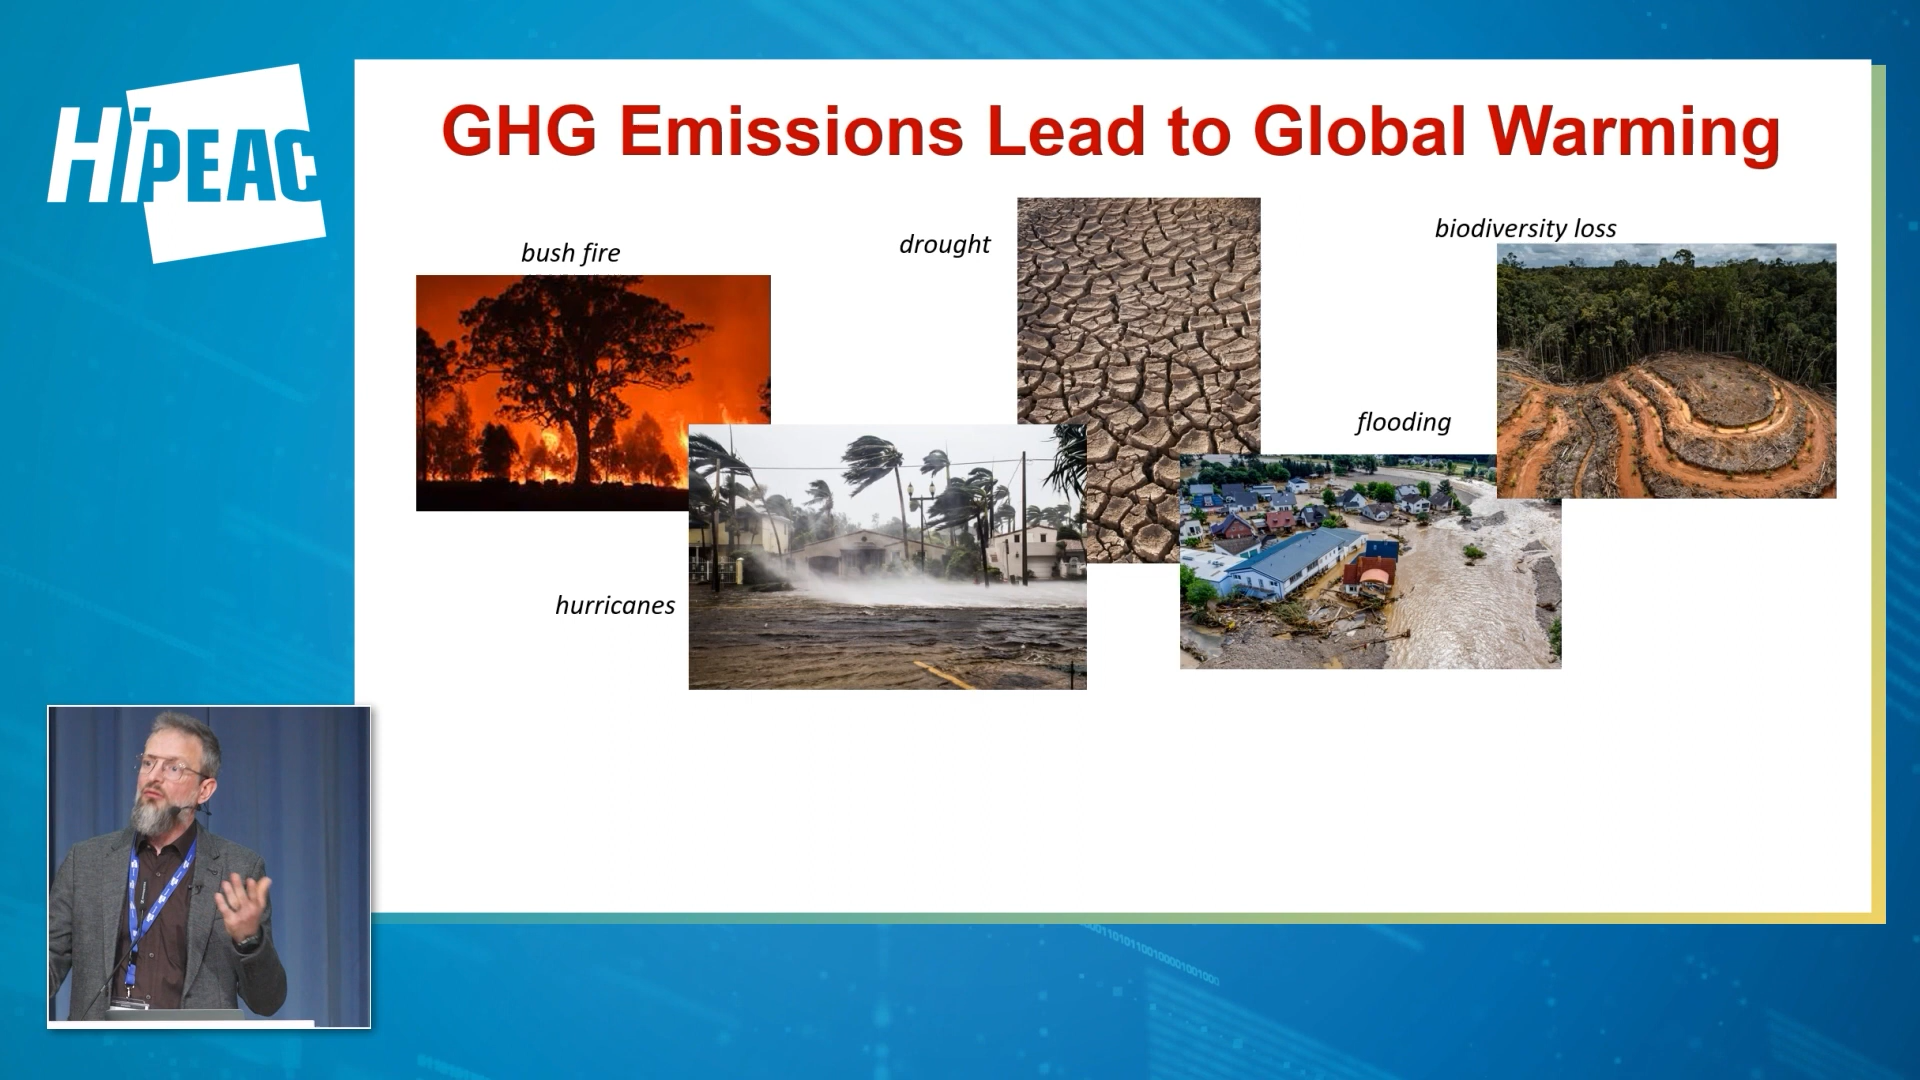 HiPEAC
GHG Emissions Lead to Global Warming
bush fire
drought
biodiversity loss
flooding
hurricanes